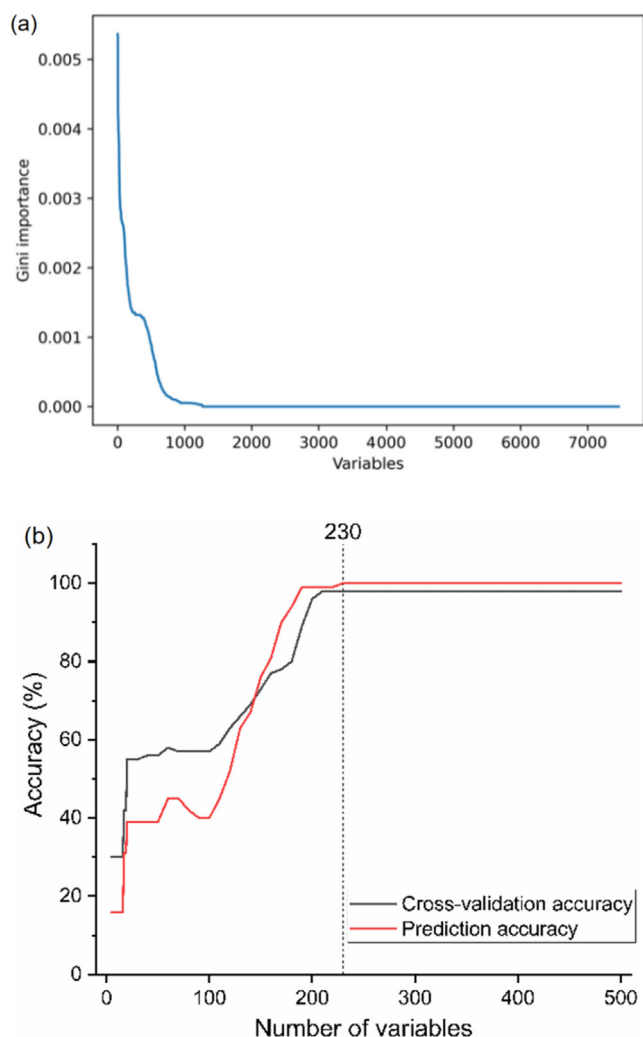 (a)
Gini importance
0.005
0.004
0.003
0.002
0.001
0.000
0 1000 2000 3000 4000 5000 6000 7000
Variables
(b)
230
Accuracy (%)
100
80
60
40
20
0
Cross-validation accuracy
Prediction accuracy
0 100 200 300 400 500
Number of variables